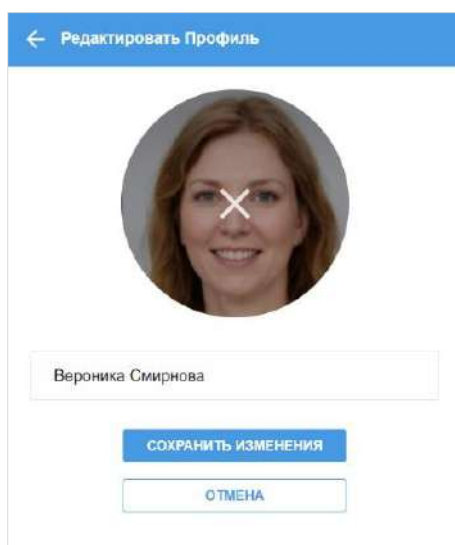 Редактировать Профиль
Вероника Смирнова
СОХРАНИТЬ ИЗМЕНЕНИЯ
ОТМЕНА